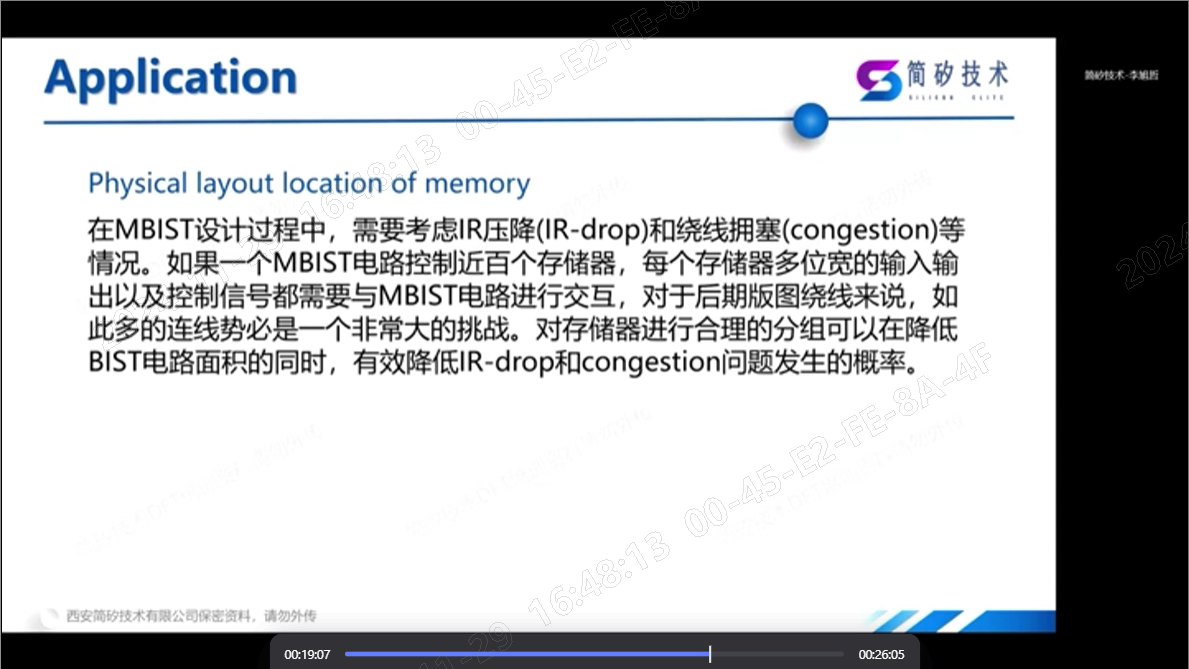 Application
简矽技术
SILICON ELITE
简矽技术-李旭哲
Physical layout location of memory
在MBIST设计过程中，需要考虑IR压降(IR-drop)和绕线拥塞(congestion)等
情况。如果一个MBIST电路控制近百个存储器，每个存储器多位宽的输入输
出以及控制信号都需要与MBIST电路进行交互，对于后期版图绕线来说，如
此多的连线势必是一个非常大的挑战。对存储器进行合理的分组可以在降低
BIST电路面积的同时，有效降低IR-drop和congestion问题发生的概率。
16:48:13 00-45-E2-FE-8A
2024
16:48:13 00-45-E2-FE-8A-4F
11-29
西安简矽技术有限公司保密资料，请勿外传
00:19:07
00:26:05